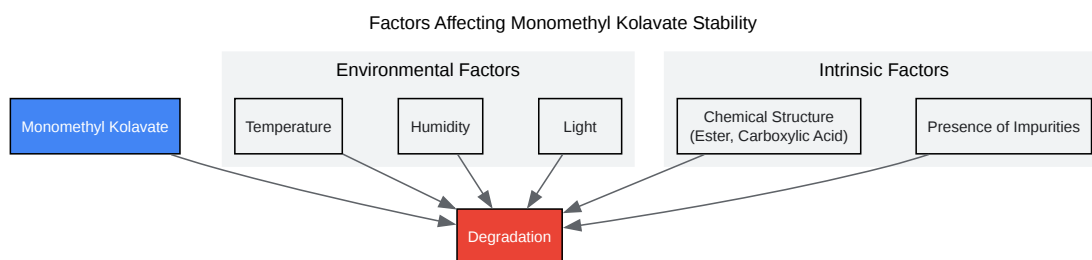 Factors Affecting Monomethyl Kolavate Stability
Environmental Factors
Intrinsic Factors
Monomethyl Kolavate
Temperature
Humidity
Light
Chemical Structure
(Ester, Carboxylic Acid)
Presence of Impurities
Degradation